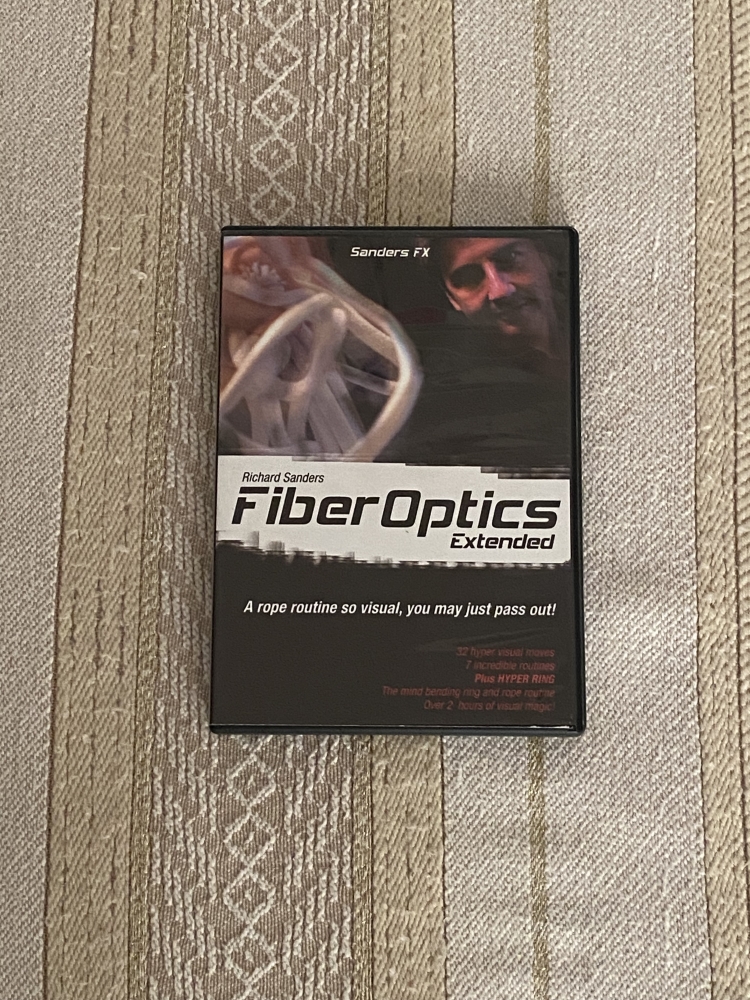 Sanders FX
Richard Sanders
FiberOptics
Extended
A rope routine so visual, you may just pass out!
32 hyper visual moves
7 incredible routines
Plus HYPER RING
The mind bending ring and rope routine
Over 2 hours of visual magic!